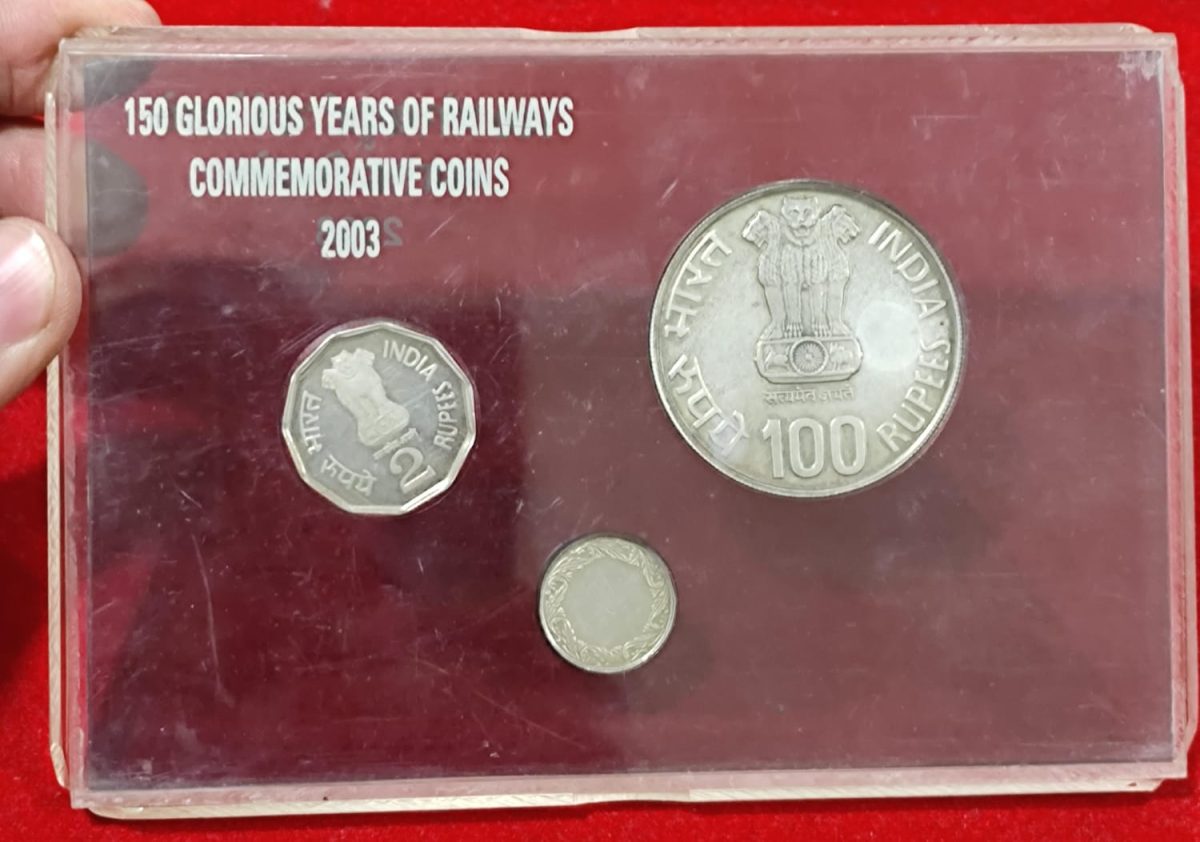 150 GLORIOUS YEARS OF RAILWAYS
COMMEMORATIVE COINS
2003
भारत INDIA
रुपये RUPEES
2
भारत INDIA
रुपये RUPEES
सत्यमेव जयते
100